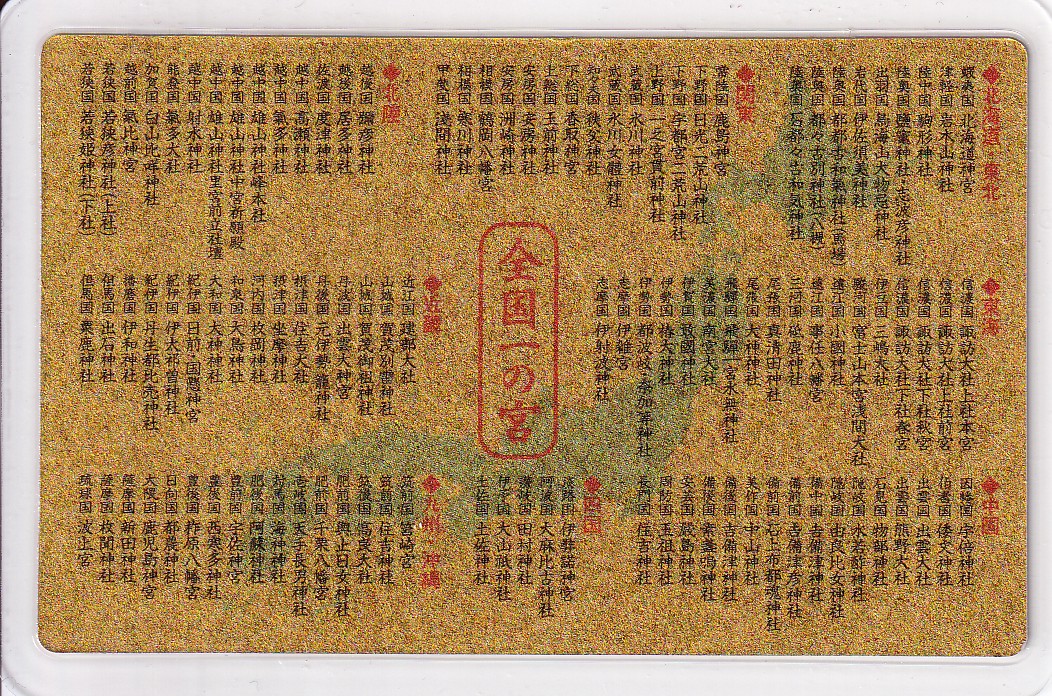 全国一の宮
◆北海道・東北
蝦夷国 北海道神宮
津軽国 岩木山神社
陸中国 駒形神社
陸奥国 鹽竈神社・志波彦神社
出羽国 鳥海山大物忌神社
岩代国 伊佐須美神社
陸奥国 都都古和氣神社(馬場)
陸奥国 都々古別神社(八槻)
陸奥国 石都々古和気神社
◆関東
常陸国 鹿島神宮
下野国 日光二荒山神社
下野国 宇都宮二荒山神社
上野国 一之宮貫前神社
武蔵国 氷川神社
武蔵国 氷川女體神社
知々夫国 秩父神社
下総国 香取神宮
上総国 玉前神社
安房国 安房神社
安房国 洲崎神社
相模国 鶴岡八幡宮
相模国 寒川神社
甲斐国 浅間神社
◆北陸
越後国 彌彦神社
越後国 居多神社
佐渡国 度津神社
越中国 高瀬神社
越中国 氣多神社
越中国 雄山神社峰本社
越中国 雄山神社中宮祈願殿
越中国 雄山神社里宮前立社壇
越中国 射水神社
能登国 氣多大社
加賀国 白山比咩神社
越前国 氣比神宮
若狭国 若狭彦神社(上社)
若狭国 若狭姫神社(下社)
◆東海
信濃国 諏訪大社上社本宮
信濃国 諏訪大社上社前宮
信濃国 諏訪大社下社秋宮
信濃国 諏訪大社下社春宮
伊豆国 三嶋大社
駿河国 富士山本宮浅間大社
遠江国 小國神社
遠江国 事任八幡宮
三河国 砥鹿神社
尾張国 真清田神社
尾張国 大神神社
飛騨国 飛騨一宮水無神社
美濃国 南宮大社
伊賀国 敢國神社
伊勢国 椿大神社
伊勢国 都波岐・奈加等神社
志摩国 伊雑宮
志摩国 伊射波神社
◆近畿
近江国 建部大社
山城国 賀茂別雷神社
山城国 賀茂御祖神社
丹波国 出雲大神宮
丹後国 元伊勢籠神社
摂津国 住吉大社
摂津国 坐摩神社
河内国 枚岡神社
和泉国 大鳥神社
大和国 大神神社
紀伊国 日前・国懸神宮
紀伊国 伊太祁曽神社
紀伊国 丹生都比売神社
播磨国 伊和神社
但馬国 出石神社
但馬国 粟鹿神社
◆中国
因幡国 宇倍神社
伯耆国 倭文神社
出雲国 出雲大社
出雲国 熊野大社
石見国 物部神社
隠岐国 水若酢神社
隠岐国 由良比女神社
備中国 吉備津神社
備前国 吉備津彦神社
備前国 石上布都魂神社
美作国 中山神社
備後国 吉備津神社
備後国 素盞嗚神社
安芸国 嚴島神社
周防国 玉祖神社
長門国 住吉神社
◆四国
淡路国 伊弉諾神宮
阿波国 大麻比古神社
讃岐国 田村神社
伊予国 大山祇神社
土佐国 土佐神社
◆九州・沖縄
筑前国 筥崎宮
筑前国 住吉神社
筑後国 高良大社
肥前国 與止日女神社
肥前国 千栗八幡宮
壱岐国 天手長男神社
対馬国 海神神社
肥後国 阿蘇神社
豊前国 宇佐神宮
豊後国 西寒多神社
豊後国 柞原八幡宮
日向国 都農神社
大隅国 鹿児島神宮
薩摩国 新田神社
薩摩国 枚聞神社
琉球国 波上宮